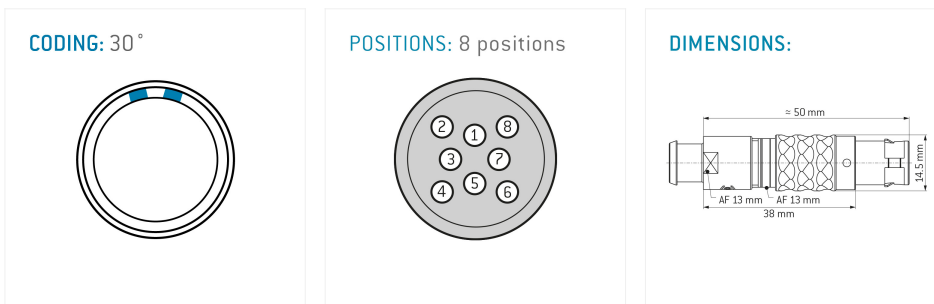 CODING: 30°
POSITIONS: 8 positions
2
1
8
3
7
4
5
6
DIMENSIONS:
≈ 50 mm
14.5 mm
AF 13 mm
AF 13 mm
38 mm